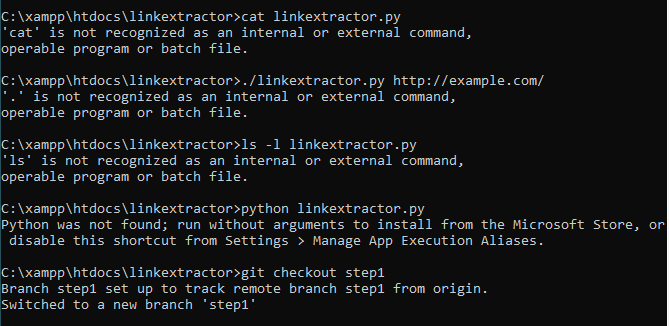 C:\xampp\htdocs\linkextractor>cat linkextractor.py
'cat' is not recognized as an internal or external command,
operable program or batch file.
C:\xampp\htdocs\linkextractor>./linkextractor.py http://example.com/
'.' is not recognized as an internal or external command,
operable program or batch file.
C:\xampp\htdocs\linkextractor>ls -l linkextractor.py
'ls' is not recognized as an internal or external command,
operable program or batch file.
C:\xampp\htdocs\linkextractor>python linkextractor.py
Python was not found; run without arguments to install from the Microsoft Store, or
disable this shortcut from Settings > Manage App Execution Aliases.
C:\xampp\htdocs\linkextractor>git checkout step1
Branch step1 set up to track remote branch step1 from origin.
Switched to a new branch 'step1'